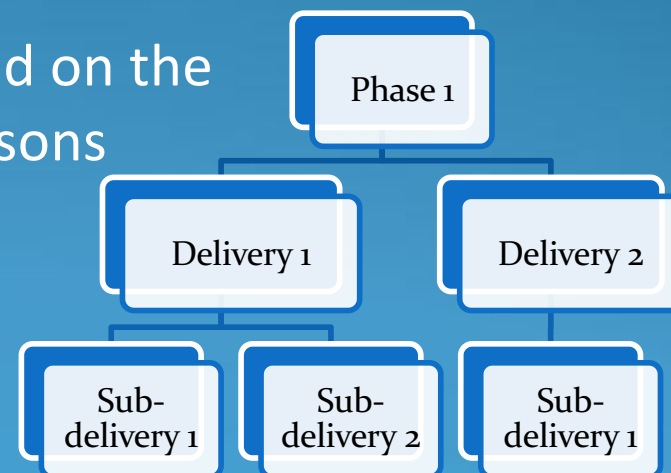 d on the
sons
Phase 1
Delivery 1
Delivery 2
Sub-
delivery 1
Sub-
delivery 2
Sub-
delivery 1